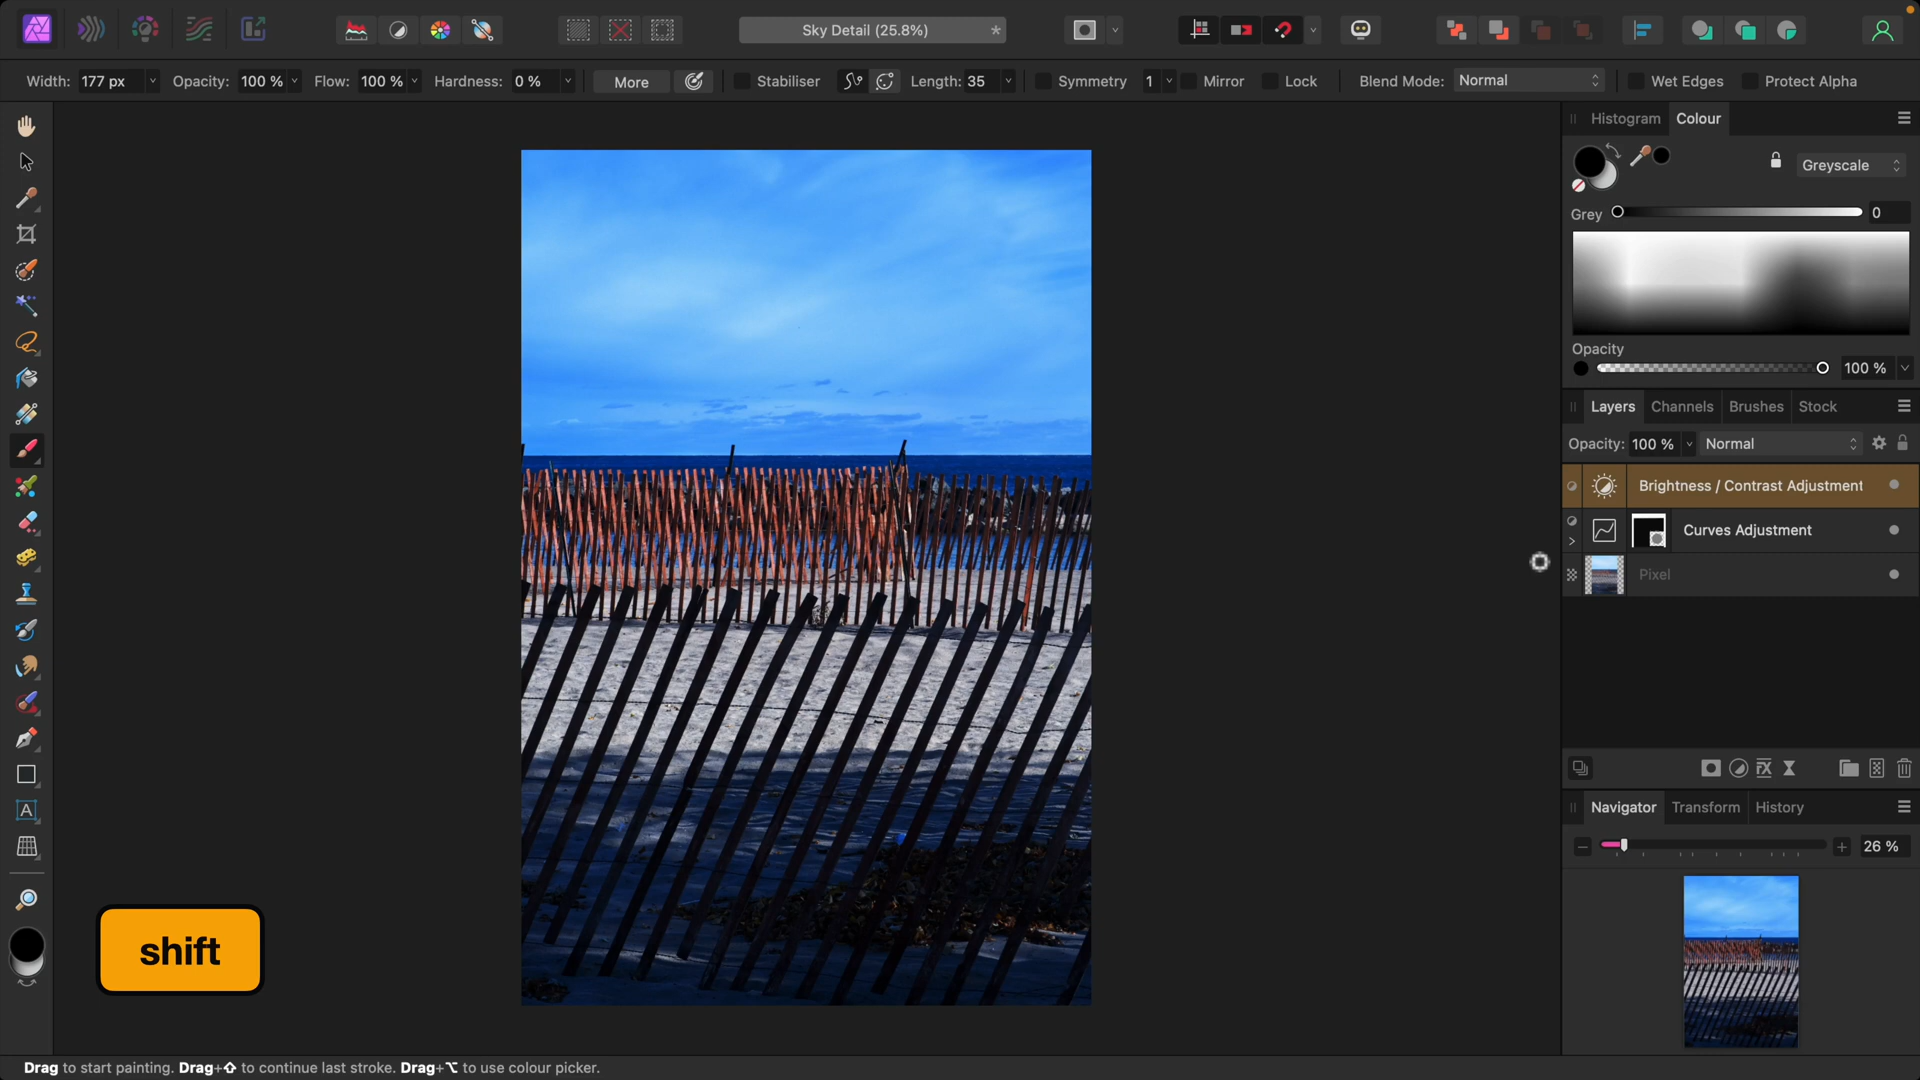 Sky Detail (25.8%)
*
Width: 177 px Opacity: 100 % Flow: 100 % Hardness: 0 % More Stabiliser Length: 35 Symmetry 1 Mirror Lock Blend Mode: Normal Wet Edges Protect Alpha
Histogram Colour
Greyscale
Grey 0
Opacity
100 %
Layers Channels Brushes Stock
Opacity: 100 % Normal
Brightness / Contrast Adjustment
Curves Adjustment
Pixel
Navigator Transform History
26 %
A
shift
Drag to start painting. Drag+⇧ to continue last stroke. Drag+⌥ to use colour picker.